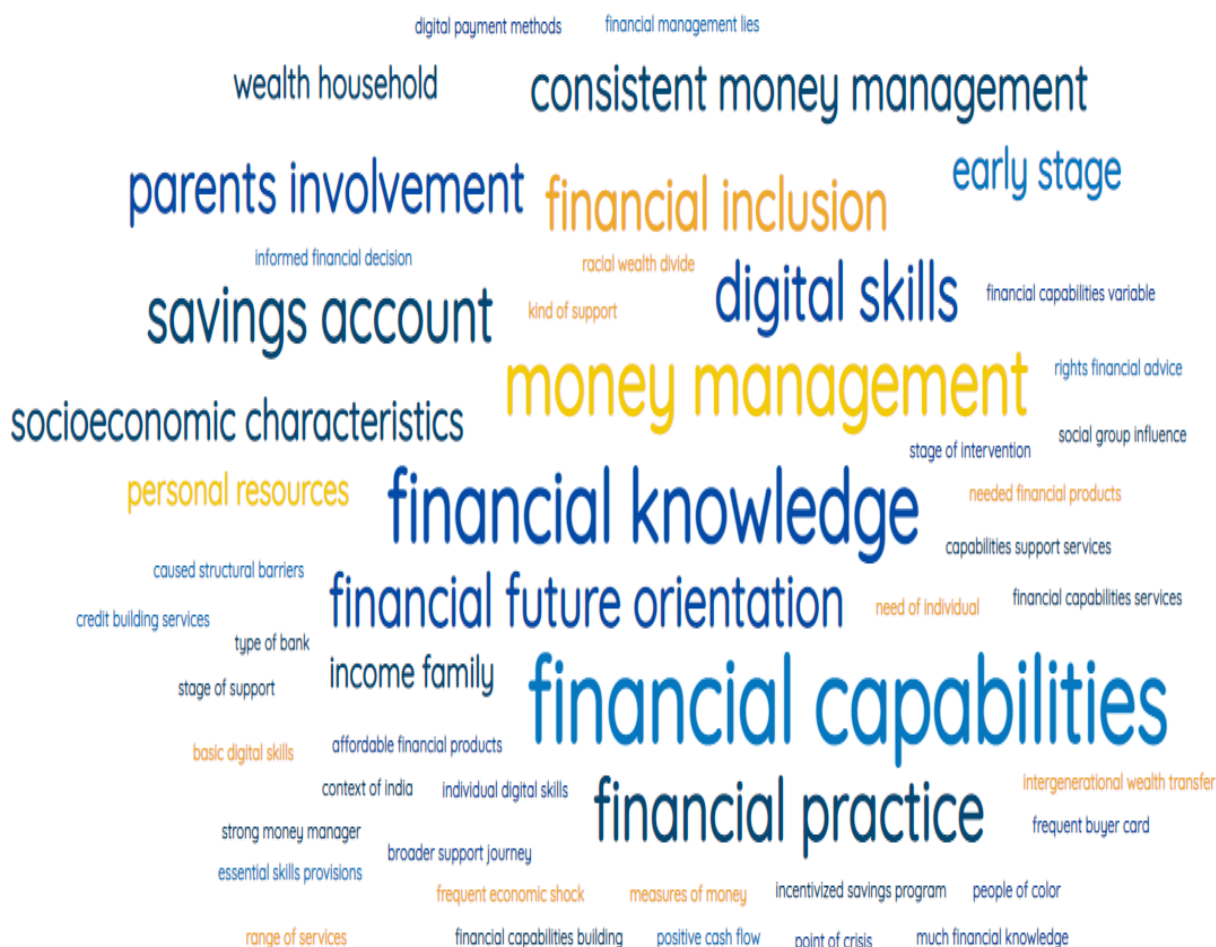 digital payment methods
financial management lies
wealth household
consistent money management
early stage
parents involvement
financial inclusion
informed financial decision
racial wealth divide
digital skills
financial capabilities variable
savings account
kind of support
money management
rights financial advice
socioeconomic characteristics
social group influence
stage of intervention
personal resources
financial knowledge
needed financial products
capabilities support services
caused structural barriers
financial future orientation
need of individual
financial capabilities services
credit building services
type of bank
income family
stage of support
financial capabilities
basic digital skills
affordable financial products
context of india
individual digital skills
financial practice
intergenerational wealth transfer
strong money manager
frequent buyer card
broader support journey
essential skills provisions
frequent economic shock
measures of money
incentivized savings program
people of color
range of services
financial capabilities building
positive cash flow
point of crisis
much financial knowledge